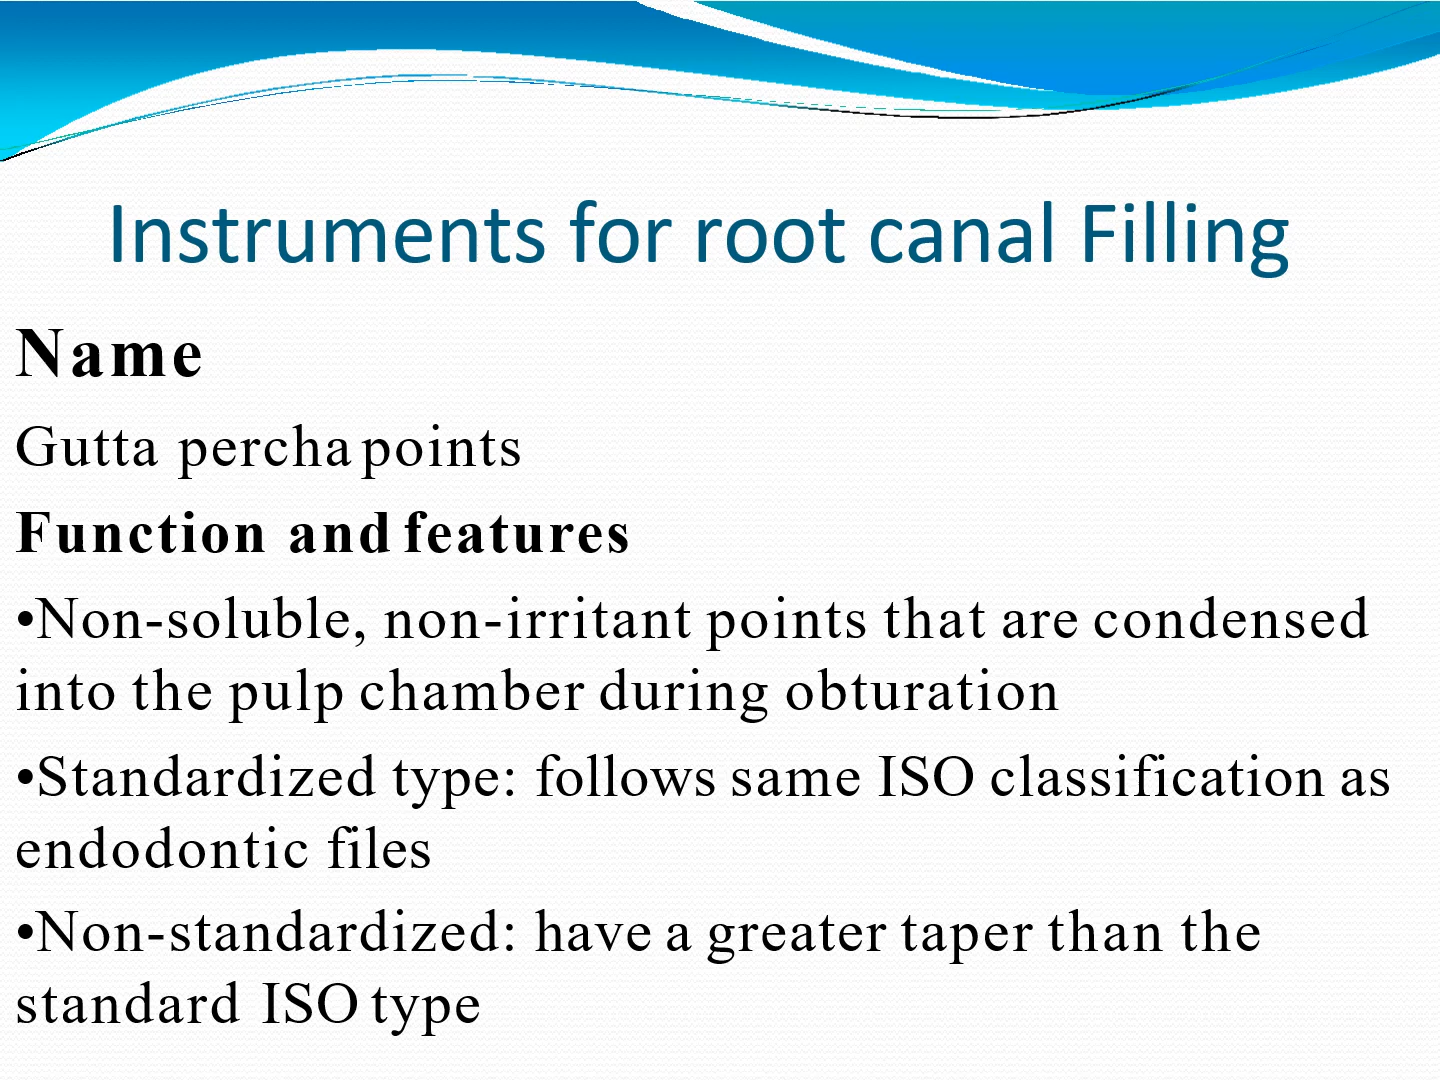 Instruments for root canal Filling
Name
Gutta percha points
Function and features
•Non-soluble, non-irritant points that are condensed
into the pulp chamber during obturation
•Standardized type: follows same ISO classification as
endodontic files
•Non-standardized: have a greater taper than the
standard ISO type